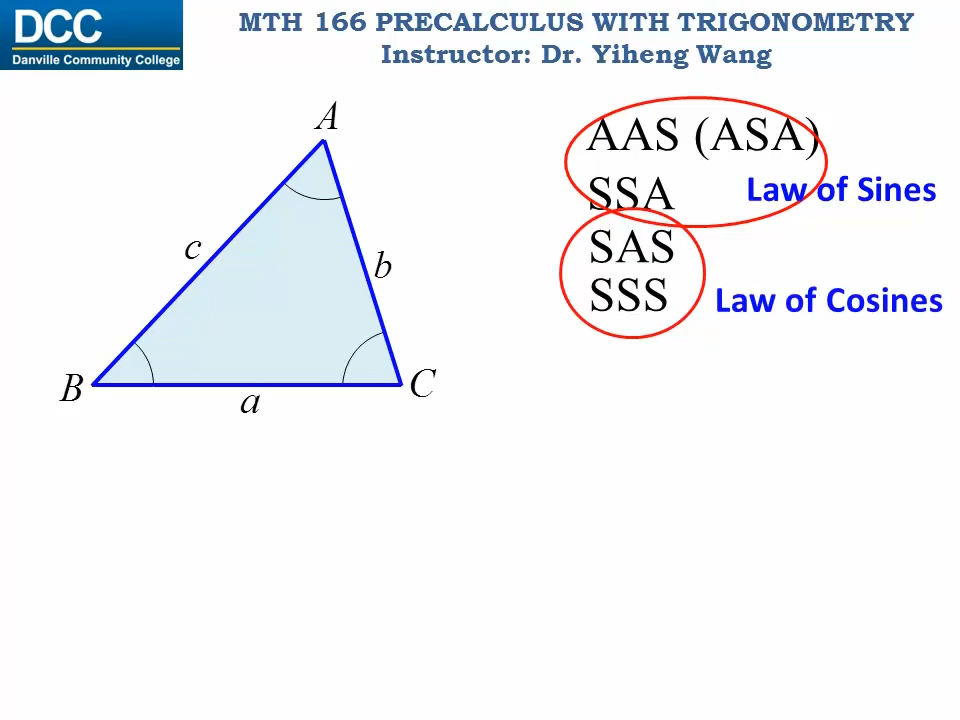 DCC
Danville Community College
MTH 166 PRECALCULUS WITH TRIGONOMETRY
Instructor: Dr. Yiheng Wang
A
c
b
B
a
C
AAS (ASA)
SSA
Law of Sines
SAS
SSS
Law of Cosines